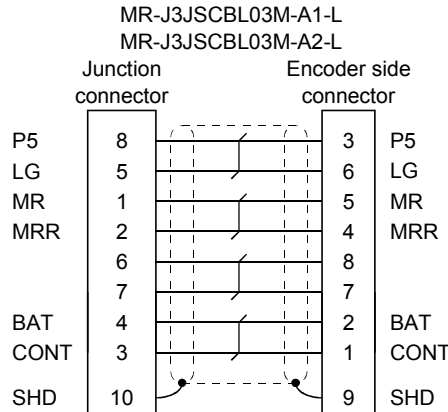 MR-J3JSCBL03M-A1-L
MR-J3JSCBL03M-A2-L
Junction connector
Encoder side connector
P5 8 3 P5
LG 5 6 LG
MR 1 5 MR
MRR 2 4 MRR
6 8
7 7
BAT 4 2 BAT
CONT 3 1 CONT
SHD 10 9 SHD